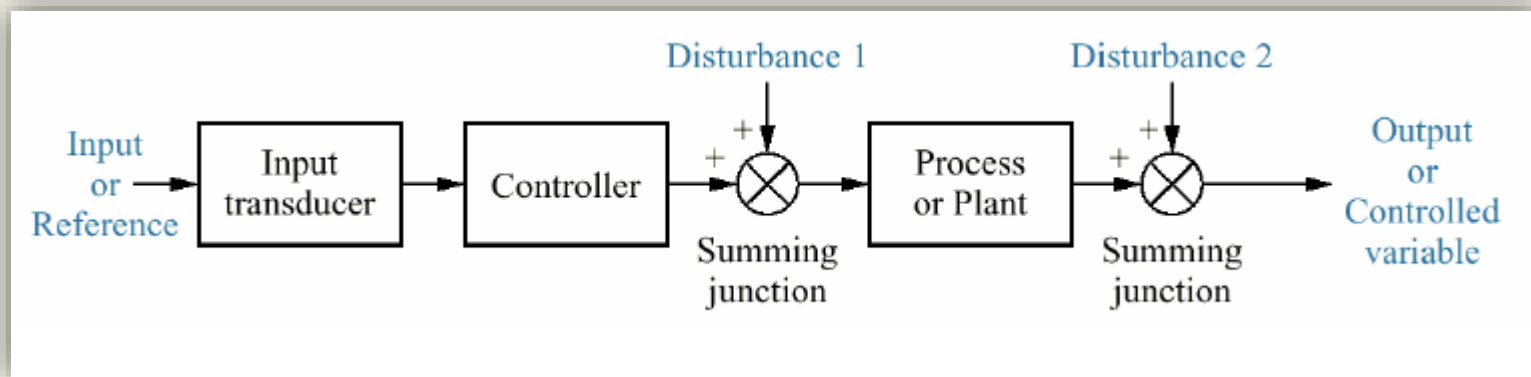 Disturbance 1
Disturbance 2
Input
or
Reference
Input
transducer
Controller
+
+
Summing
junction
Process
or Plant
+
+
Summing
junction
Output
or
Controlled
variable